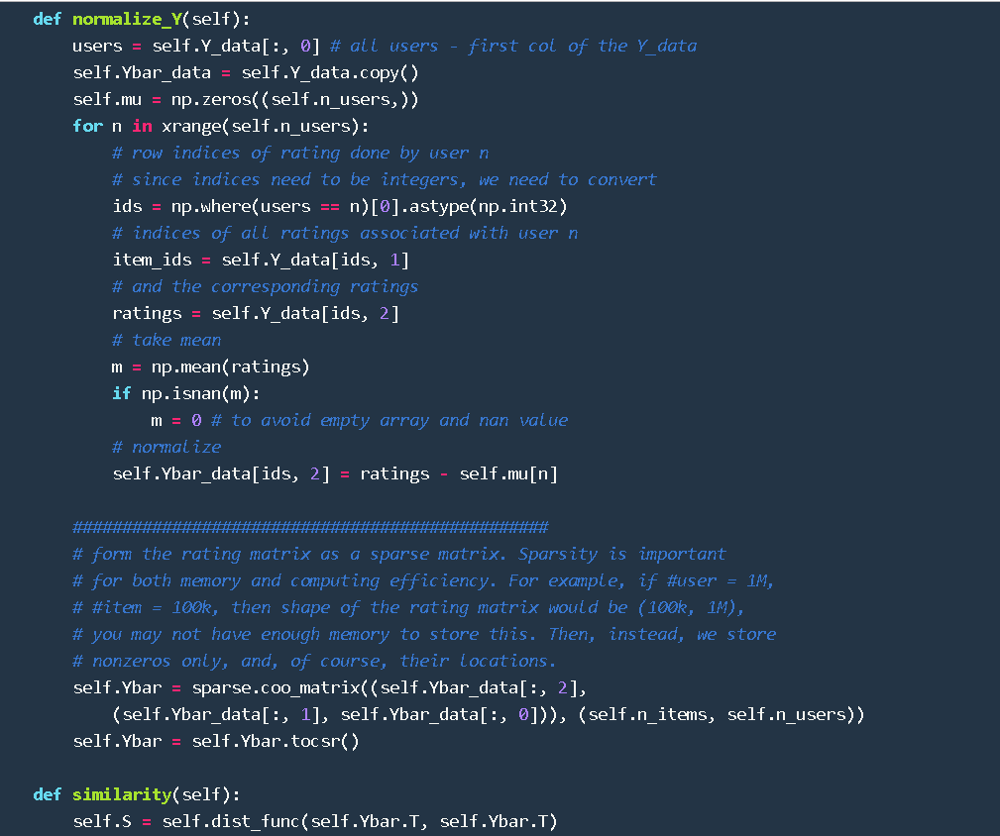 def normalize_Y(self):
    users = self.Y_data[:, 0] # all users - first col of the Y_data
    self.Ybar_data = self.Y_data.copy()
    self.mu = np.zeros((self.n_users,))
    for n in xrange(self.n_users):
        # row indices of rating done by user n
        # since indices need to be integers, we need to convert
        ids = np.where(users == n)[0].astype(np.int32)
        # indices of all ratings associated with user n
        item_ids = self.Y_data[ids, 1]
        # and the corresponding ratings
        ratings = self.Y_data[ids, 2]
        # take mean
        m = np.mean(ratings)
        if np.isnan(m):
            m = 0 # to avoid empty array and nan value
        # normalize
        self.Ybar_data[ids, 2] = ratings - self.mu[n]

    ################################################
    # form the rating matrix as a sparse matrix. Sparsity is important
    # for both memory and computing efficiency. For example, if #user = 1M,
    # #item = 100k, then shape of the rating matrix would be (100k, 1M),
    # you may not have enough memory to store this. Then, instead, we store
    # nonzeros only, and, of course, their locations.
    self.Ybar = sparse.coo_matrix((self.Ybar_data[:, 2],
        (self.Ybar_data[:, 1], self.Ybar_data[:, 0])), (self.n_items, self.n_users))
    self.Ybar = self.Ybar.tocsr()

def similarity(self):
    self.S = self.dist_func(self.Ybar.T, self.Ybar.T)